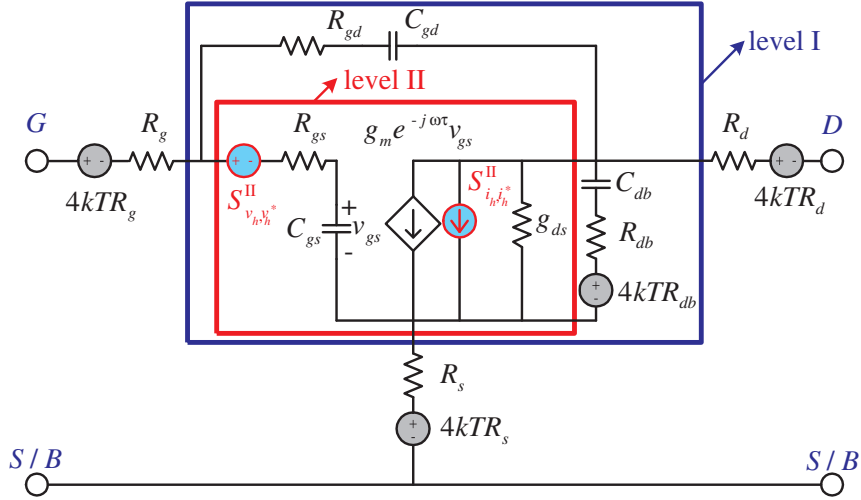 R_gd
C_gd
level I
level II
G
R_g
R_gs
g_m e^{-jωτ} v_gs
R_d
D
+ -
+ -
S^II_{v_h,v_h^*}
S^II_{i_h,i_h^*}
C_db
+ -
4kTR_g
4kTR_d
C_gs
+
v_gs
-
g_ds
R_db
+
-
4kTR_db
R_s
+
-
4kTR_s
S / B
S / B